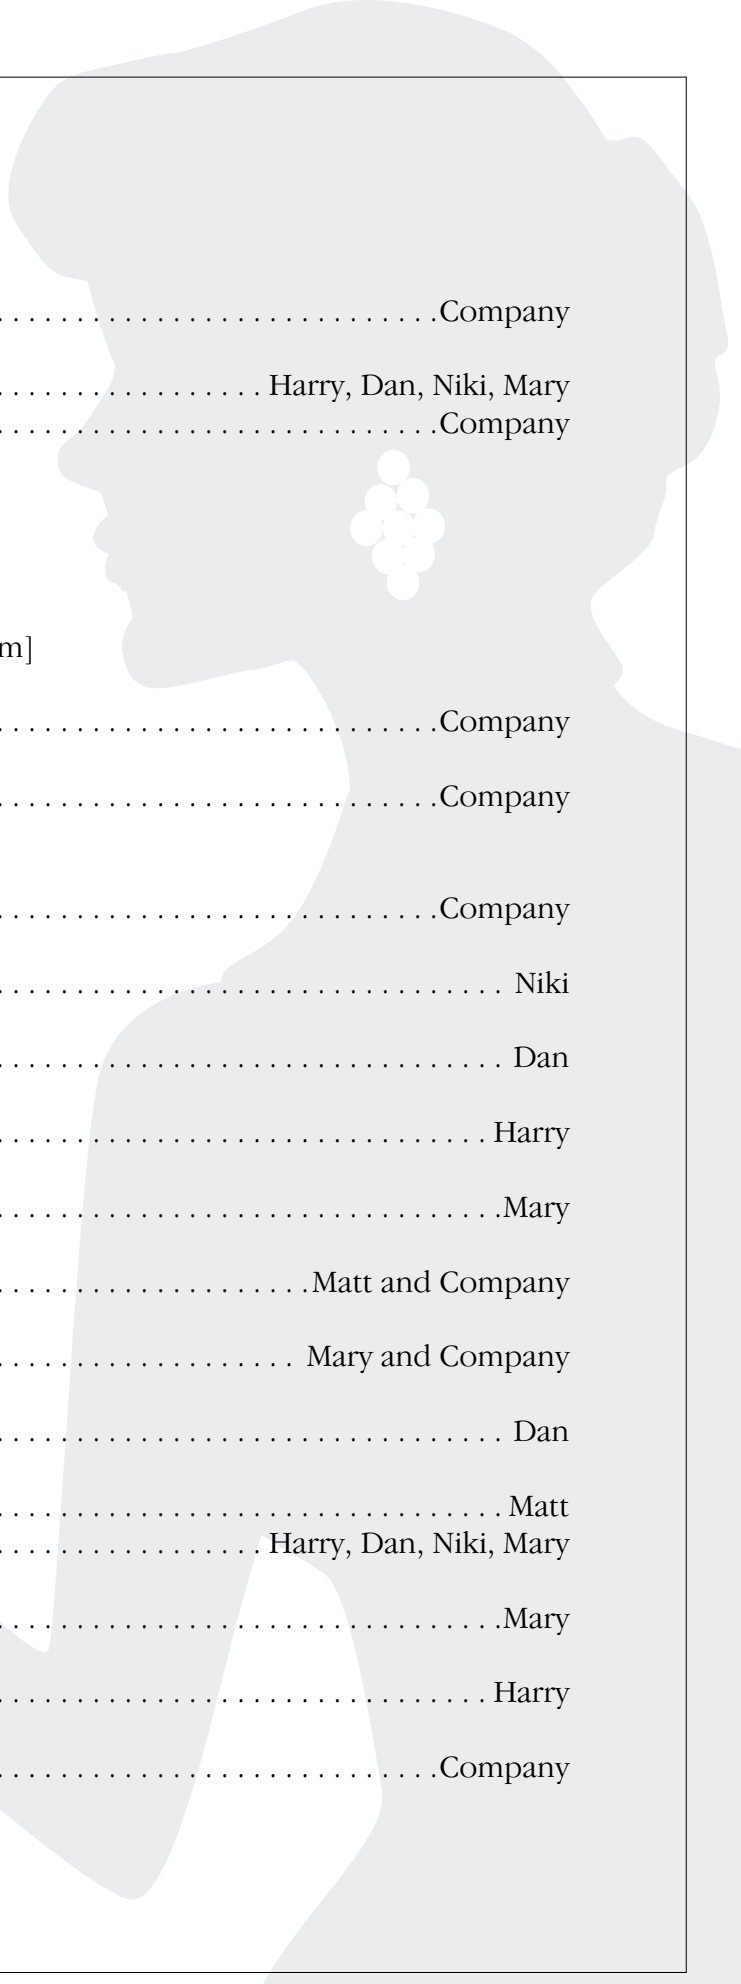 . . . . . . . . . . . . . . . . . . . . . . . . . . . .Company
. . . . . . . . . . . . . . . . . Harry, Dan, Niki, Mary
. . . . . . . . . . . . . . . . . . . . . . . . . . . .Company
m]
. . . . . . . . . . . . . . . . . . . . . . . . . . . .Company
. . . . . . . . . . . . . . . . . . . . . . . . . . . .Company
. . . . . . . . . . . . . . . . . . . . . . . . . . . .Company
. . . . . . . . . . . . . . . . . . . . . . . . . . . . . . . . Niki
. . . . . . . . . . . . . . . . . . . . . . . . . . . . . . . . Dan
. . . . . . . . . . . . . . . . . . . . . . . . . . . . . . . Harry
. . . . . . . . . . . . . . . . . . . . . . . . . . . . . . . .Mary
. . . . . . . . . . . . . . . . . . . .Matt and Company
. . . . . . . . . . . . . . . . . . . Mary and Company
. . . . . . . . . . . . . . . . . . . . . . . . . . . . . . . . Dan
. . . . . . . . . . . . . . . . . . . . . . . . . . . . . . . . Matt
. . . . . . . . . . . . . . . . . Harry, Dan, Niki, Mary
. . . . . . . . . . . . . . . . . . . . . . . . . . . . . . . .Mary
. . . . . . . . . . . . . . . . . . . . . . . . . . . . . . . Harry
. . . . . . . . . . . . . . . . . . . . . . . . . . . .Company